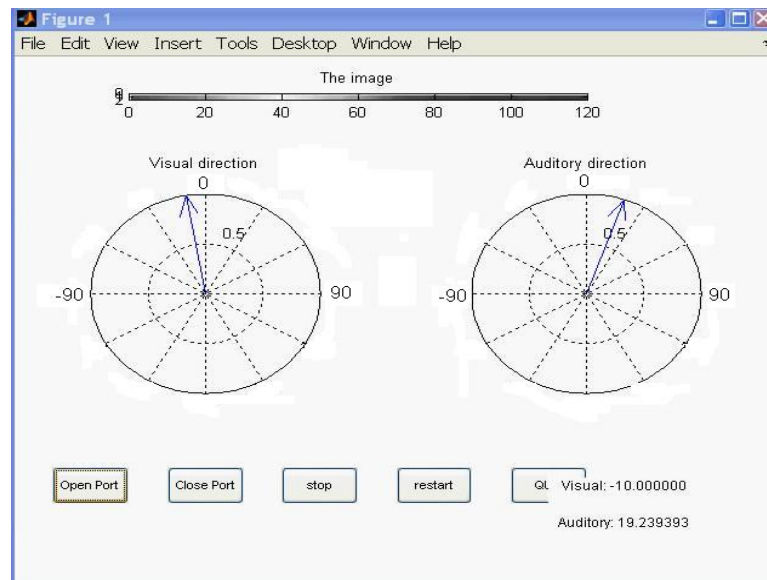 Figure 1
File Edit View Insert Tools Desktop Window Help
The image
0 20 40 60 80 100 120
Visual direction Auditory direction
0 0
0.5 0.5
-90 90 -90 90
Open Port Close Port stop restart Visual: -10.000000
Auditory: 19.239393